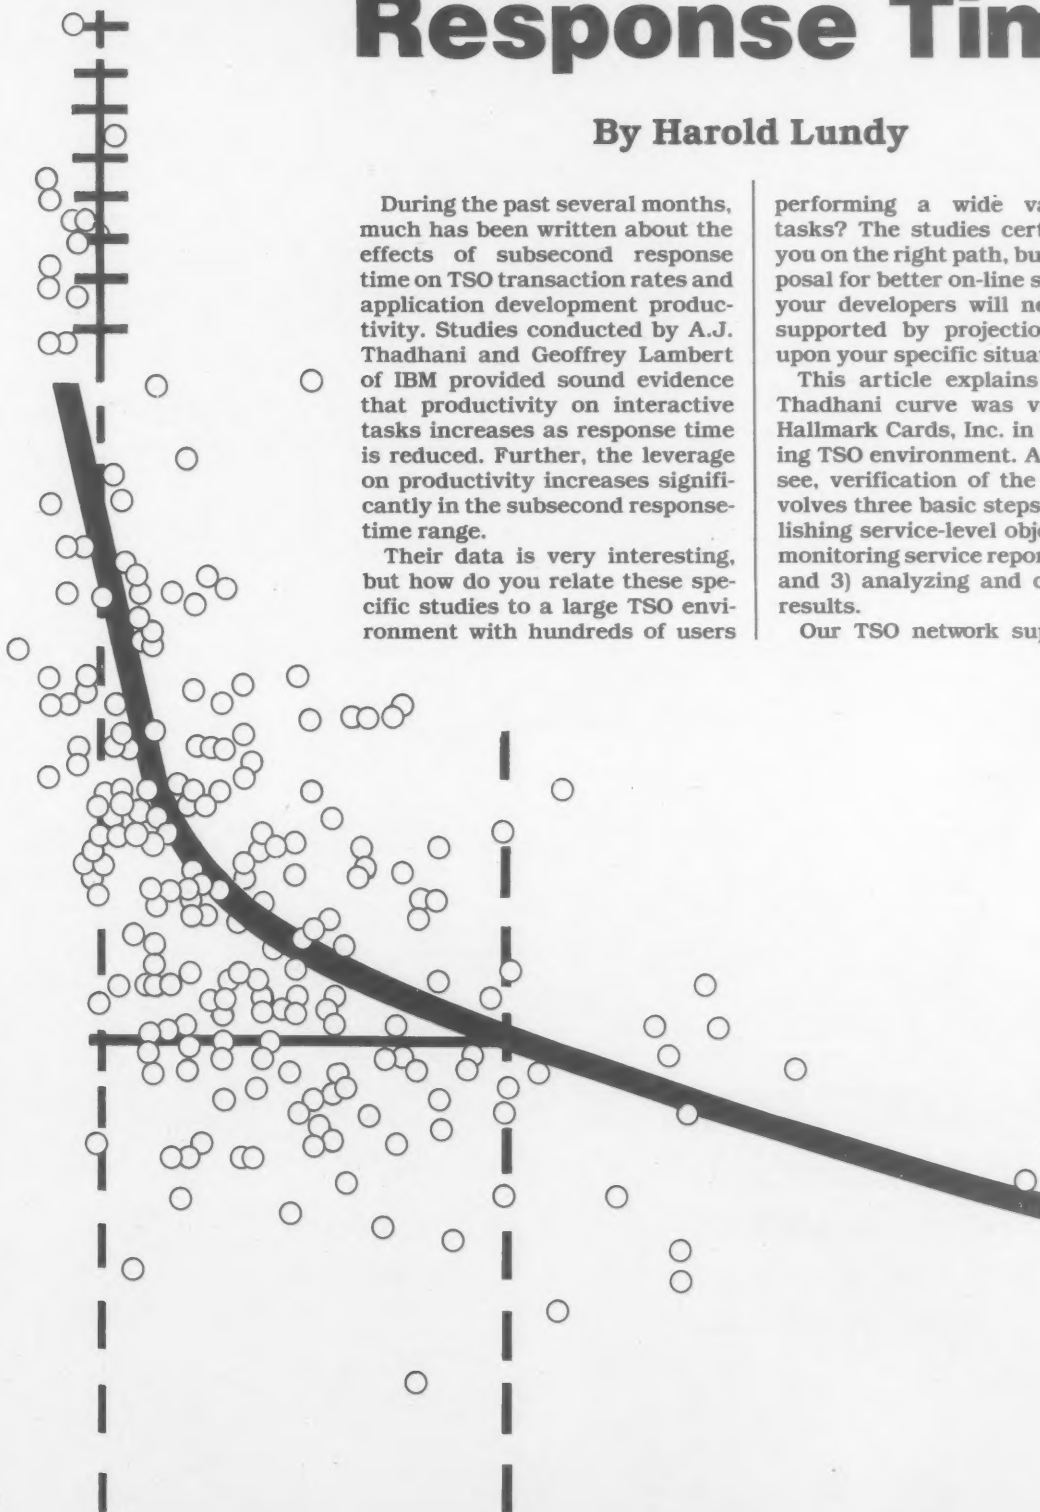 Response Tim
By Harold Lundy
During the past several months,
much has been written about the
effects of subsecond response
time on TSO transaction rates and
application development produc-
tivity. Studies conducted by A.J.
Thadhani and Geoffrey Lambert
of IBM provided sound evidence
that productivity on interactive
tasks increases as response time
is reduced. Further, the leverage
on productivity increases signifi-
cantly in the subsecond response-
time range.
Their data is very interesting,
but how do you relate these spe-
cific studies to a large TSO envi-
ronment with hundreds of users
performing a wide va
tasks? The studies cert
you on the right path, bu
posal for better on-line s
your developers will ne
supported by projectio
upon your specific situa
This article explains
Thadhani curve was v
Hallmark Cards, Inc. in
ing TSO environment. A
see, verification of the
volves three basic steps
lishing service-level obj
monitoring service repor
and 3) analyzing and c
results.
Our TSO network sup